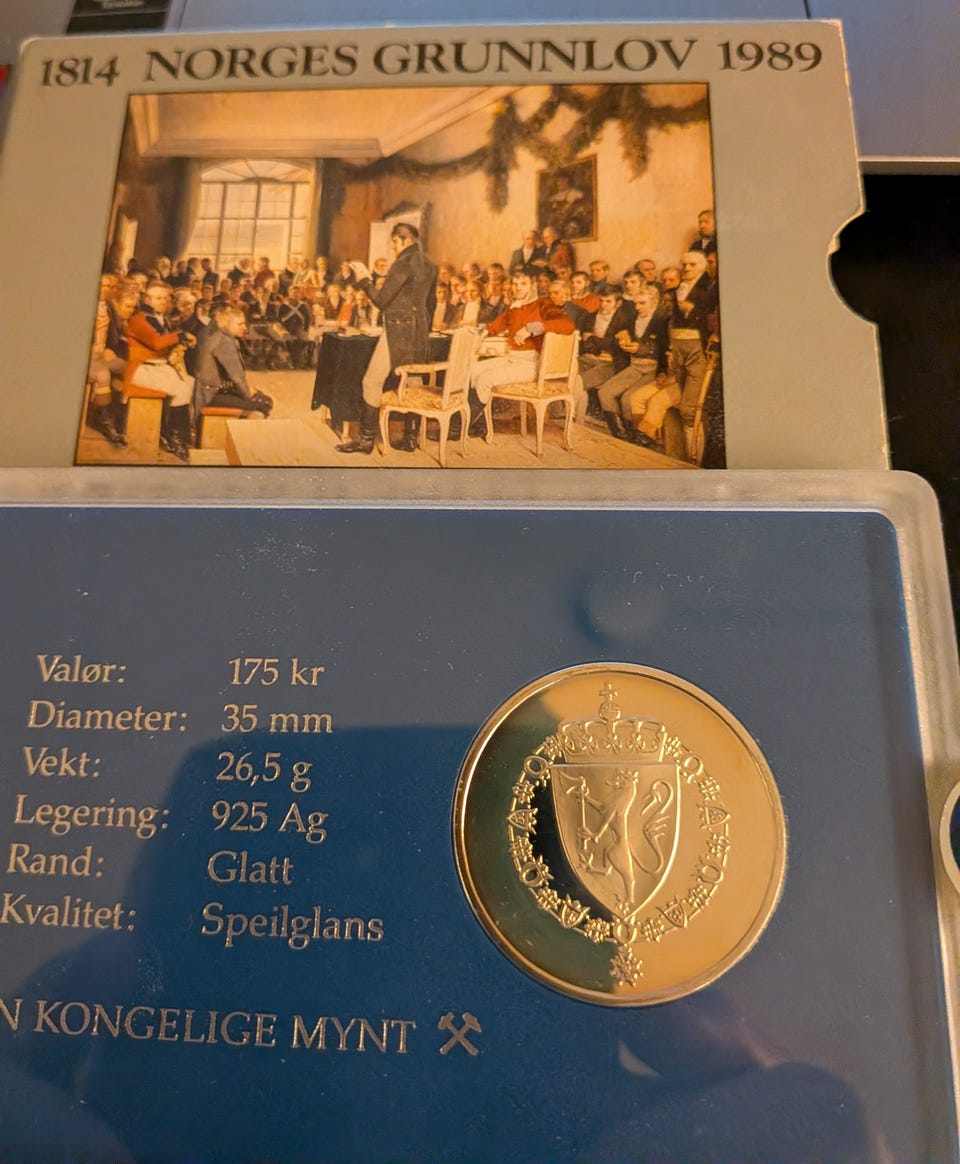 1814 NORGES GRUNNLOV 1989
Valør: 175 kr
Diameter: 35 mm
Vekt: 26,5 g
Legering: 925 Ag
Rand: Glatt
Kvalitet: Speilglans
N KONGELIGE MYNT